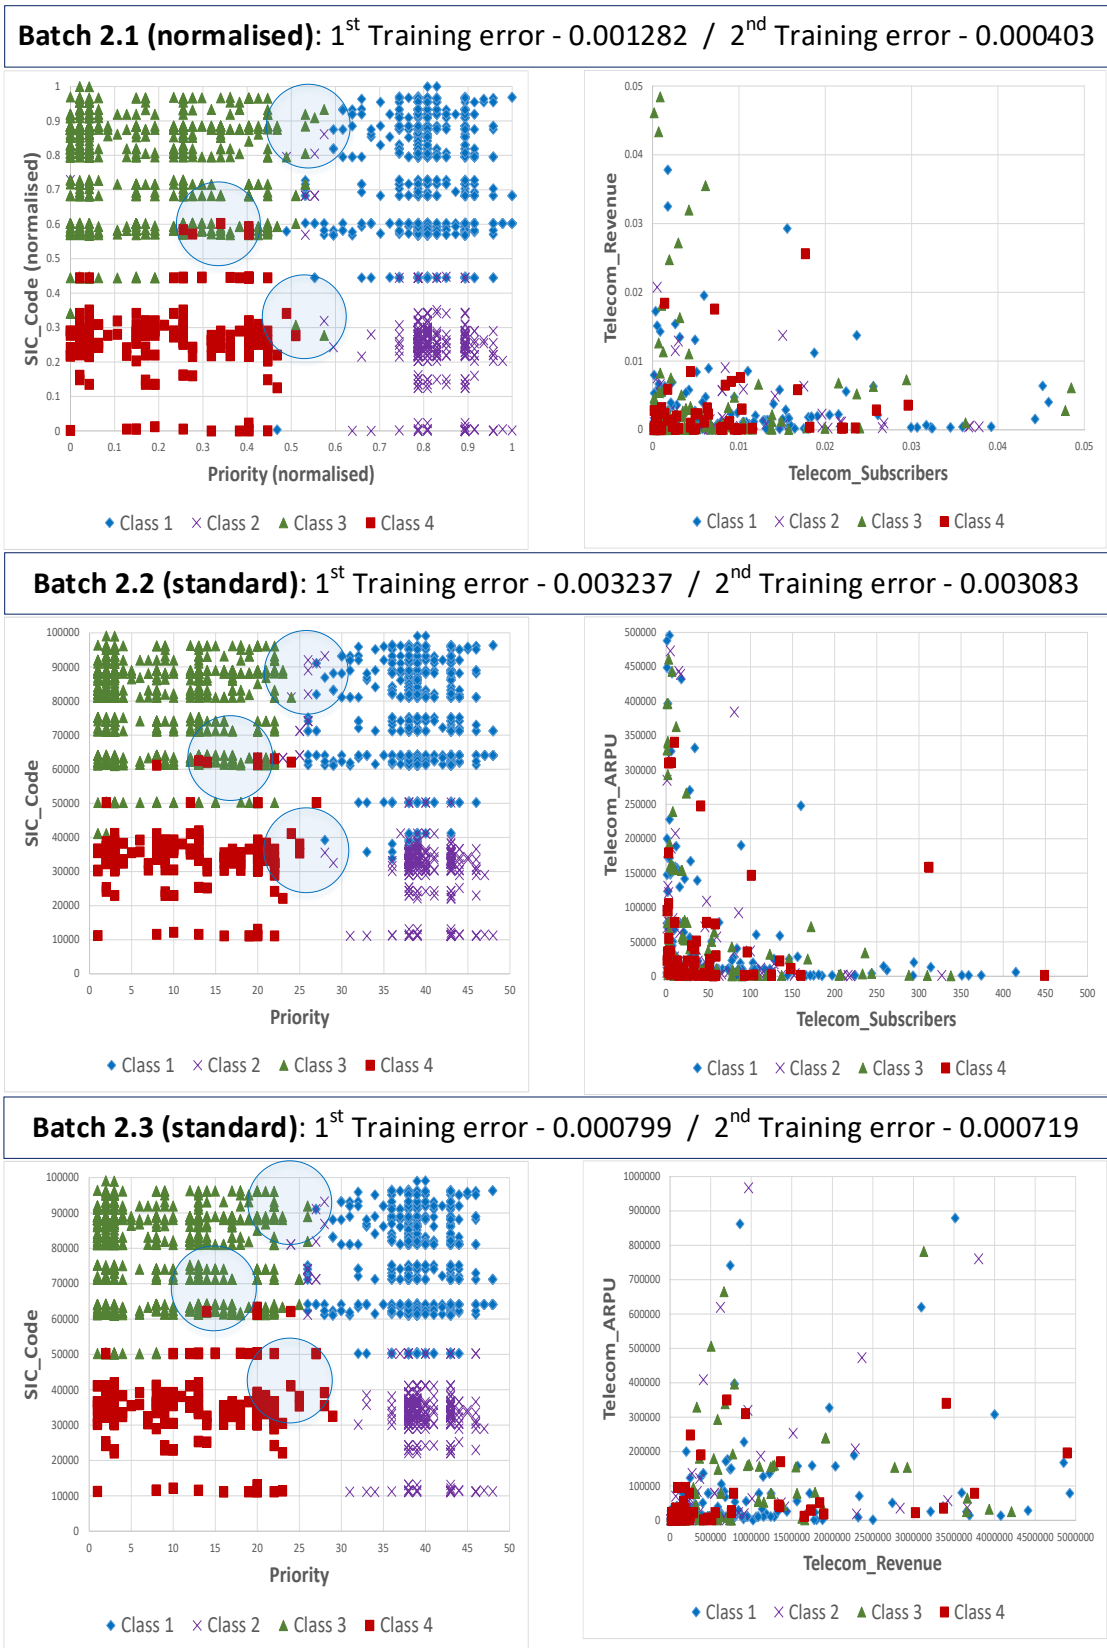 Batch 2.1 (normalised): 1st Training error - 0.001282 / 2nd Training error - 0.000403
1
0.9
0.8
0.7
0.6
0.5
0.4
0.3
0.2
0.1
0
SIC_Code (normalised)
0 0.1 0.2 0.3 0.4 0.5 0.6 0.7 0.8 0.9 1
Priority (normalised)
Class 1 Class 2 Class 3 Class 4
0.05
0.04
0.03
0.02
0.01
0
Telecom_Revenue
0 0.01 0.02 0.03 0.04 0.05
Telecom_Subscribers
Class 1 Class 2 Class 3 Class 4
Batch 2.2 (standard): 1st Training error - 0.003237 / 2nd Training error - 0.003083
100000
90000
80000
70000
60000
50000
40000
30000
20000
10000
0
SIC_Code
0 5 10 15 20 25 30 35 40 45 50
Priority
Class 1 Class 2 Class 3 Class 4
500000
450000
400000
350000
300000
250000
200000
150000
100000
50000
0
Telecom_ARPU
0 50 100 150 200 250 300 350 400 450 500
Telecom_Subscribers
Class 1 Class 2 Class 3 Class 4
Batch 2.3 (standard): 1st Training error - 0.000799 / 2nd Training error - 0.000719
100000
90000
80000
70000
60000
50000
40000
30000
20000
10000
0
SIC_Code
0 5 10 15 20 25 30 35 40 45 50
Priority
Class 1 Class 2 Class 3 Class 4
1000000
900000
800000
700000
600000
500000
400000
300000
200000
100000
0
Telecom_ARPU
0 500000 1000000 1500000 2000000 2500000 3000000 3500000 4000000 4500000 5000000
Telecom_Revenue
Class 1 Class 2 Class 3 Class 4